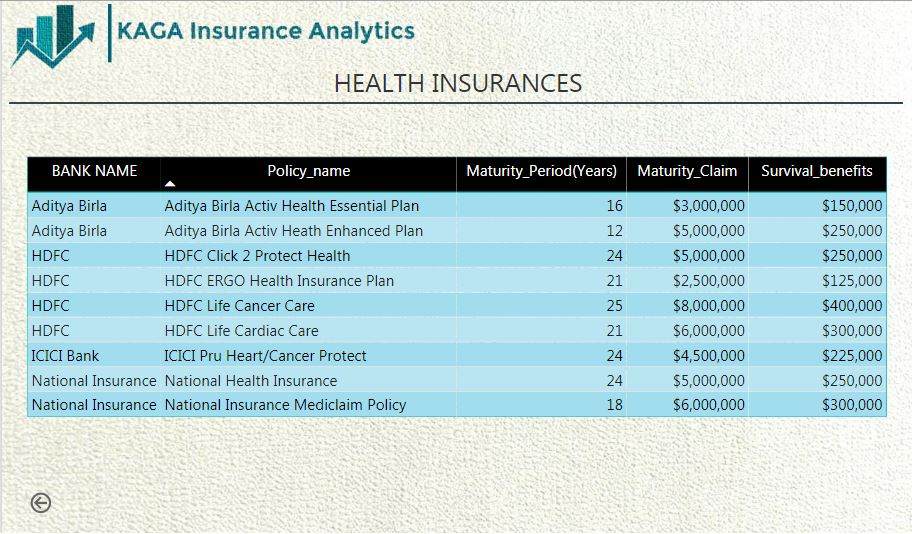 KAGA Insurance Analytics
HEALTH INSURANCES
BANK NAME Policy_name Maturity_Period(Years) Maturity_Claim Survival_benefits
Aditya Birla Aditya Birla Activ Health Essential Plan 16 $3,000,000 $150,000
Aditya Birla Aditya Birla Activ Heath Enhanced Plan 12 $5,000,000 $250,000
HDFC HDFC Click 2 Protect Health 24 $5,000,000 $250,000
HDFC HDFC ERGO Health Insurance Plan 21 $2,500,000 $125,000
HDFC HDFC Life Cancer Care 25 $8,000,000 $400,000
HDFC HDFC Life Cardiac Care 21 $6,000,000 $300,000
ICICI Bank ICICI Pru Heart/Cancer Protect 24 $4,500,000 $225,000
National Insurance National Health Insurance 24 $5,000,000 $250,000
National Insurance National Insurance Mediclaim Policy 18 $6,000,000 $300,000